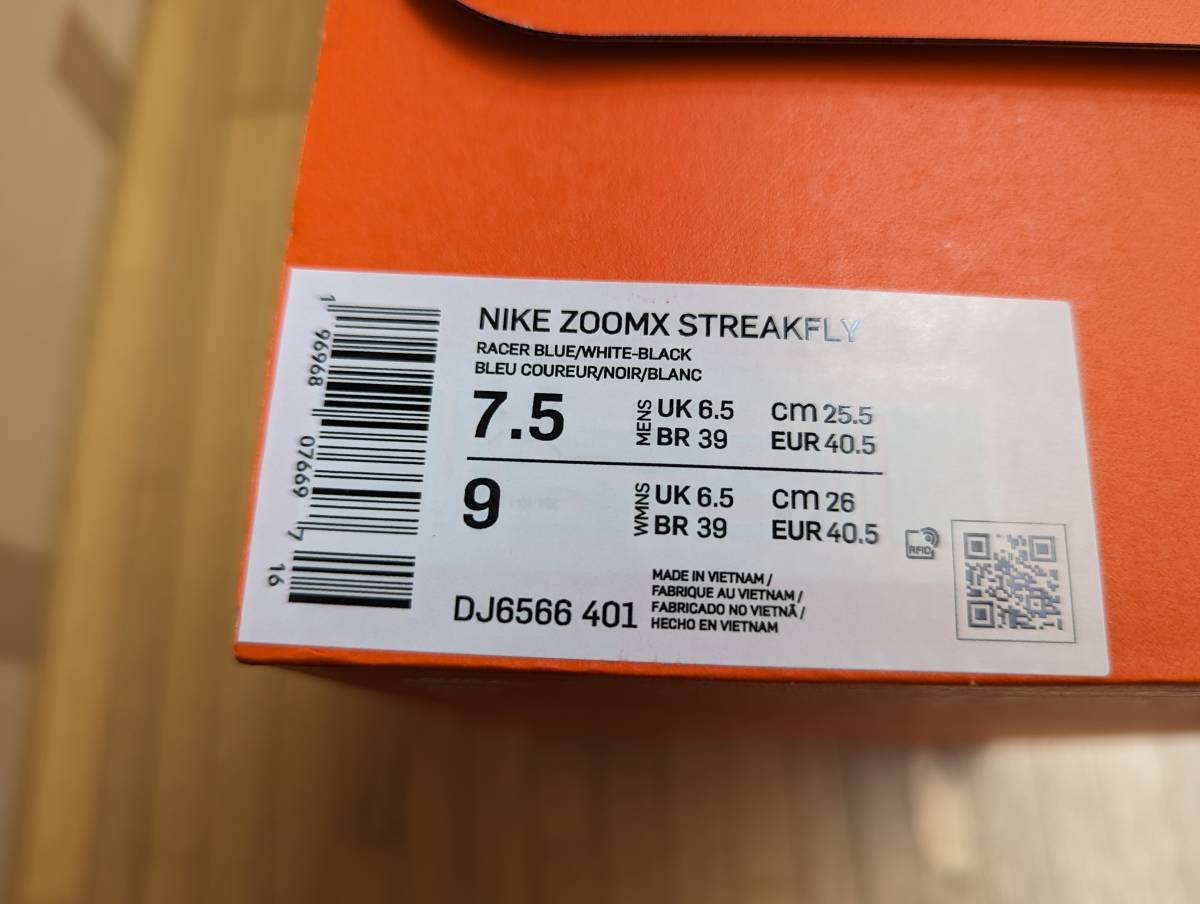 NIKE ZOOMX STREAKFLY
RACER BLUE/WHITE-BLACK
BLEU COUREUR/NOIR/BLANC
7.5 MENS UK 6.5 cm 25.5
BR 39 EUR 40.5
9 WMNS UK 6.5 cm 26
BR 39 EUR 40.5
RFID
DJ6566 401
MADE IN VIETNAM /
FABRIQUE AU VIETNAM /
FABRICADO NO VIETNÃ /
HECHO EN VIETNAM
1 96968 07669 7 16